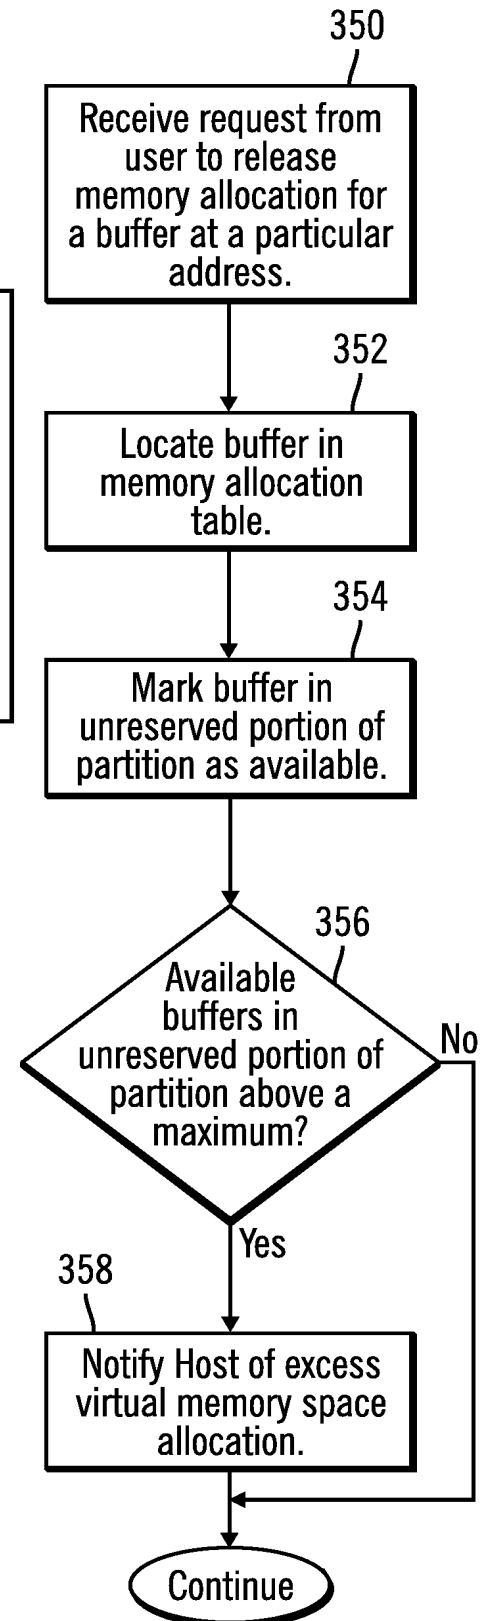 350
Receive request from
user to release
memory allocation for
a buffer at a particular
address.
352
Locate buffer in
memory allocation
table.
354
Mark buffer in
unreserved portion of
partition as available.
356
Available
buffers in
unreserved portion of
partition above a
maximum?
No
Yes
358
Notify Host of excess
virtual memory space
allocation.
Continue